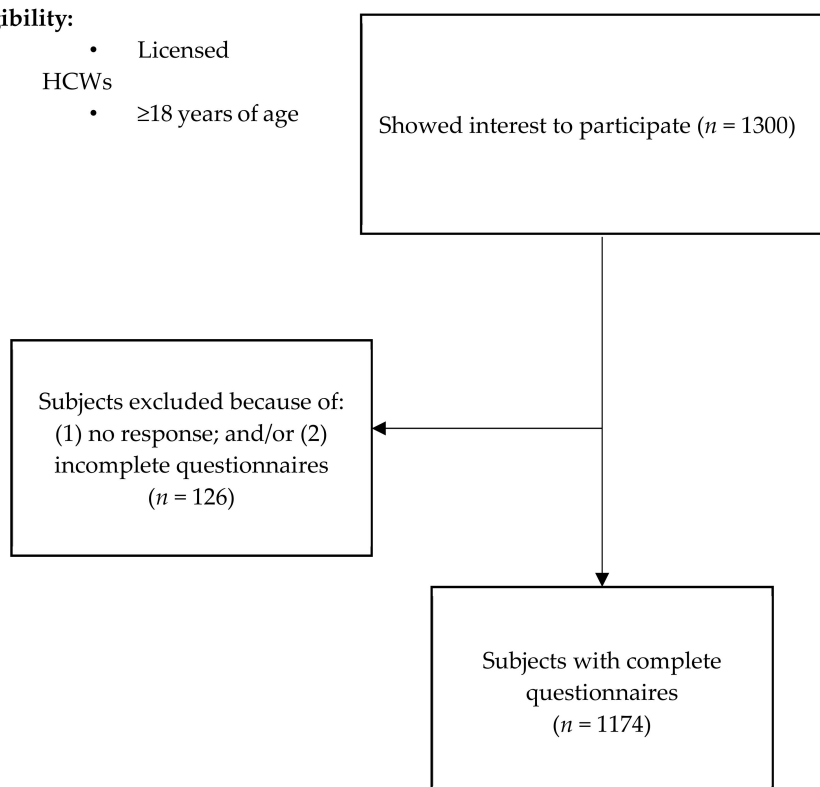 gibility:
• Licensed
HCWs
• ≥18 years of age
Showed interest to participate (n = 1300)
Subjects excluded because of:
(1) no response; and/or (2)
incomplete questionnaires
(n = 126)
Subjects with complete
questionnaires
(n = 1174)